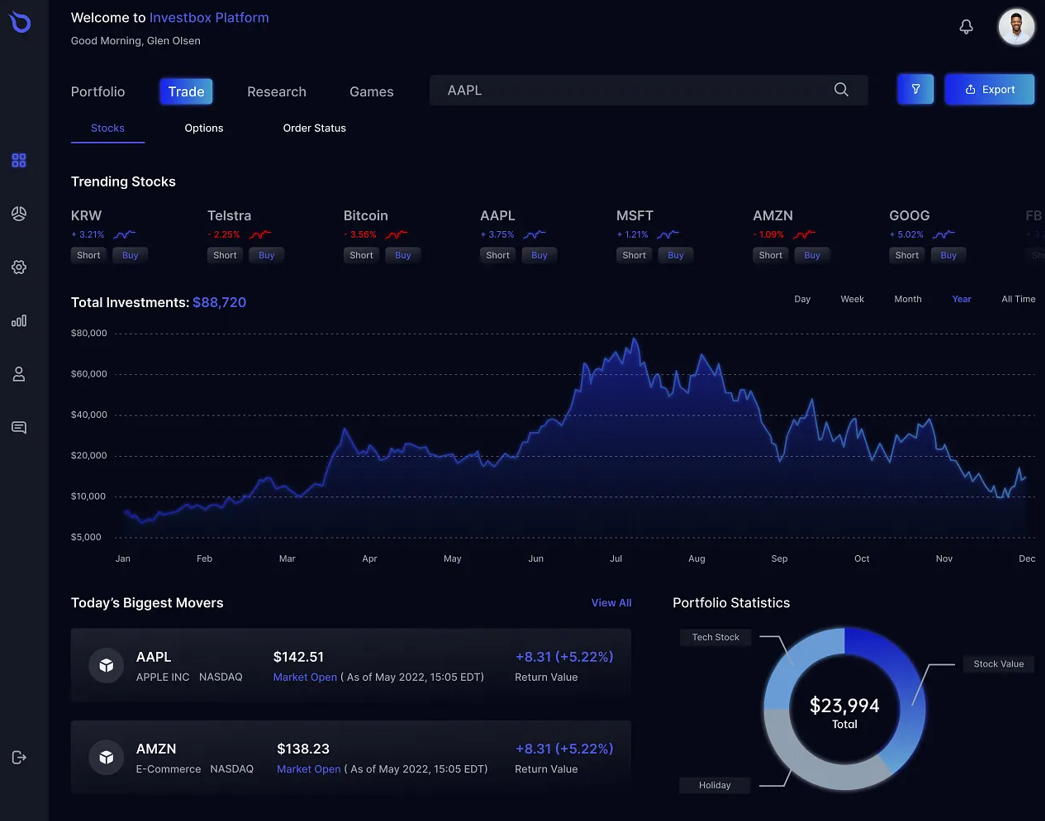 Welcome to Investbox Platform
Good Morning, Glen Olsen
Portfolio Trade Research Games AAPL Export
Stocks Options Order Status
Trending Stocks
KRW Telstra Bitcoin AAPL MSFT AMZN GOOG FB
+ 3.21% - 2.25% - 3.56% + 3.75% + 1.21% - 1.09% + 5.02%
Short Buy Short Buy Short Buy Short Buy Short Buy Short Buy Short Buy
Total Investments: $88,720 Day Week Month Year All Time
$80,000
$60,000
$40,000
$20,000
$10,000
$5,000
Jan Feb Mar Apr May Jun Jul Aug Sep Oct Nov Dec
Today's Biggest Movers View All
AAPL $142.51 +8.31 (+5.22%)
APPLE INC NASDAQ Market Open ( As of May 2022, 15:05 EDT) Return Value
AMZN $138.23 +8.31 (+5.22%)
E-Commerce NASDAQ Market Open ( As of May 2022, 15:05 EDT) Return Value
Portfolio Statistics
Tech Stock
Stock Value
$23,994
Total
Holiday